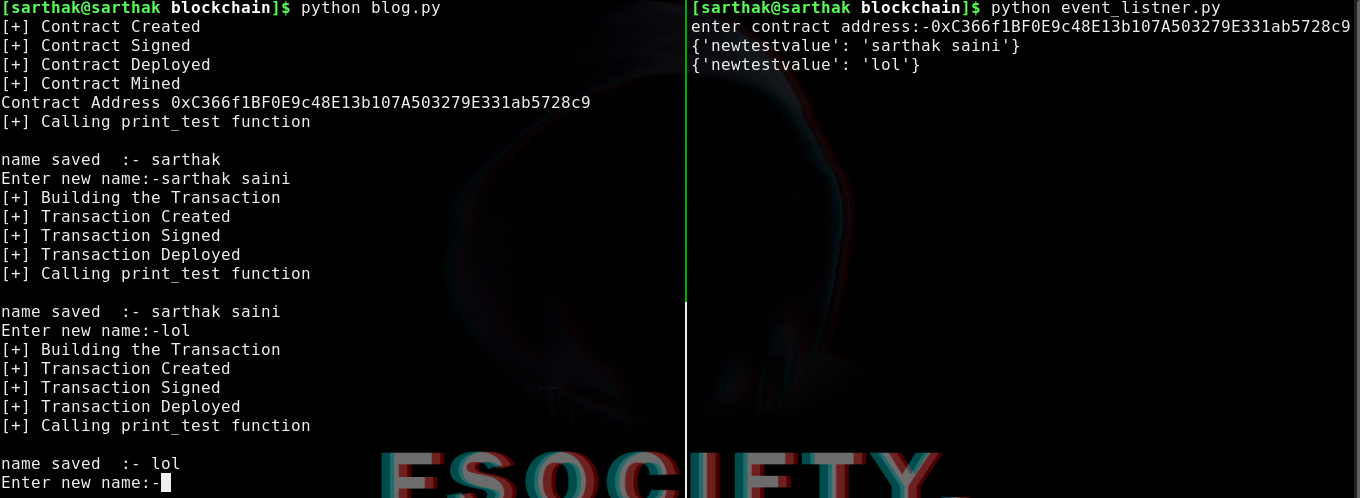 [sarthak@sarthak blockchain]$ python blog.py
[+] Contract Created
[+] Contract Signed
[+] Contract Deployed
[+] Contract Mined
Contract Address 0xC366f1BF0E9c48E13b107A503279E331ab5728c9
[+] Calling print_test function
name saved  :- sarthak
Enter new name:-sarthak saini
[+] Building the Transaction
[+] Transaction Created
[+] Transaction Signed
[+] Transaction Deployed
[+] Calling print_test function
name saved  :- sarthak saini
Enter new name:-lol
[+] Building the Transaction
[+] Transaction Created
[+] Transaction Signed
[+] Transaction Deployed
[+] Calling print_test function
name saved  :- lol
Enter new name:-
[sarthak@sarthak blockchain]$ python event_listner.py
enter contract address:-0xC366f1BF0E9c48E13b107A503279E331ab5728c9
{'newtestvalue': 'sarthak saini'}
{'newtestvalue': 'lol'}
FSOCIETY_